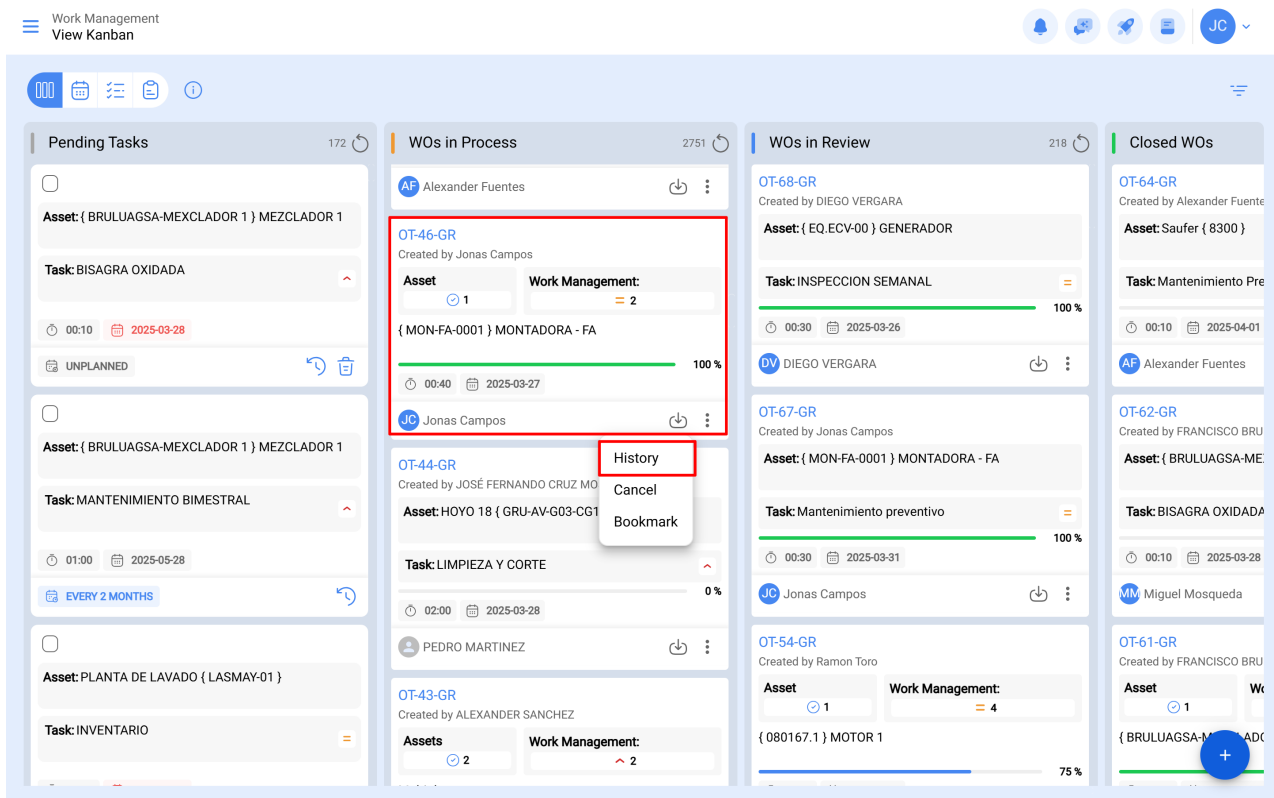 Work Management
View Kanban
JC
Pending Tasks
172
Asset: { BRULUAGSA-MEXCLADOR 1 } MEZCLADOR 1
Task: BISAGRA OXIDADA
00:10
2025-03-28
UNPLANNED
Asset: { BRULUAGSA-MEXCLADOR 1 } MEZCLADOR 1
Task: MANTENIMIENTO BIMESTRAL
01:00
2025-05-28
EVERY 2 MONTHS
Asset: PLANTA DE LAVADO { LASMAY-01 }
Task: INVENTARIO
WOs in Process
2751
AF Alexander Fuentes
OT-46-GR
Created by Jonas Campos
Asset
1
Work Management:
2
{ MON-FA-0001 } MONTADORA - FA
100 %
00:40
2025-03-27
JC Jonas Campos
History
Cancel
Bookmark
OT-44-GR
Created by JOSÉ FERNANDO CRUZ MO
Asset: HOYO 18 { GRU-AV-G03-CG1
Task: LIMPIEZA Y CORTE
0 %
02:00
2025-03-28
PEDRO MARTINEZ
OT-43-GR
Created by ALEXANDER SANCHEZ
Assets
2
Work Management:
2
WOs in Review
218
OT-68-GR
Created by DIEGO VERGARA
Asset: { EQ.ECV-00 } GENERADOR
Task: INSPECCION SEMANAL
100 %
00:30
2025-03-26
DV DIEGO VERGARA
OT-67-GR
Created by Jonas Campos
Asset: { MON-FA-0001 } MONTADORA - FA
Task: Mantenimiento preventivo
100 %
00:30
2025-03-31
JC Jonas Campos
OT-54-GR
Created by Ramon Toro
Asset
1
Work Management:
4
{ 080167.1 } MOTOR 1
75 %
Closed WOs
OT-64-GR
Created by Alexander Fuente
Asset: Saufer { 8300 }
Task: Mantenimiento Pre
00:10
2025-04-01
AF Alexander Fuentes
OT-62-GR
Created by FRANCISCO BRU
Asset: { BRULUAGSA-ME
Task: BISAGRA OXIDADA
00:10
2025-03-28
MM Miguel Mosqueda
OT-61-GR
Created by FRANCISCO BRU
Asset
1
Wo
{ BRULUAGSA-M
+